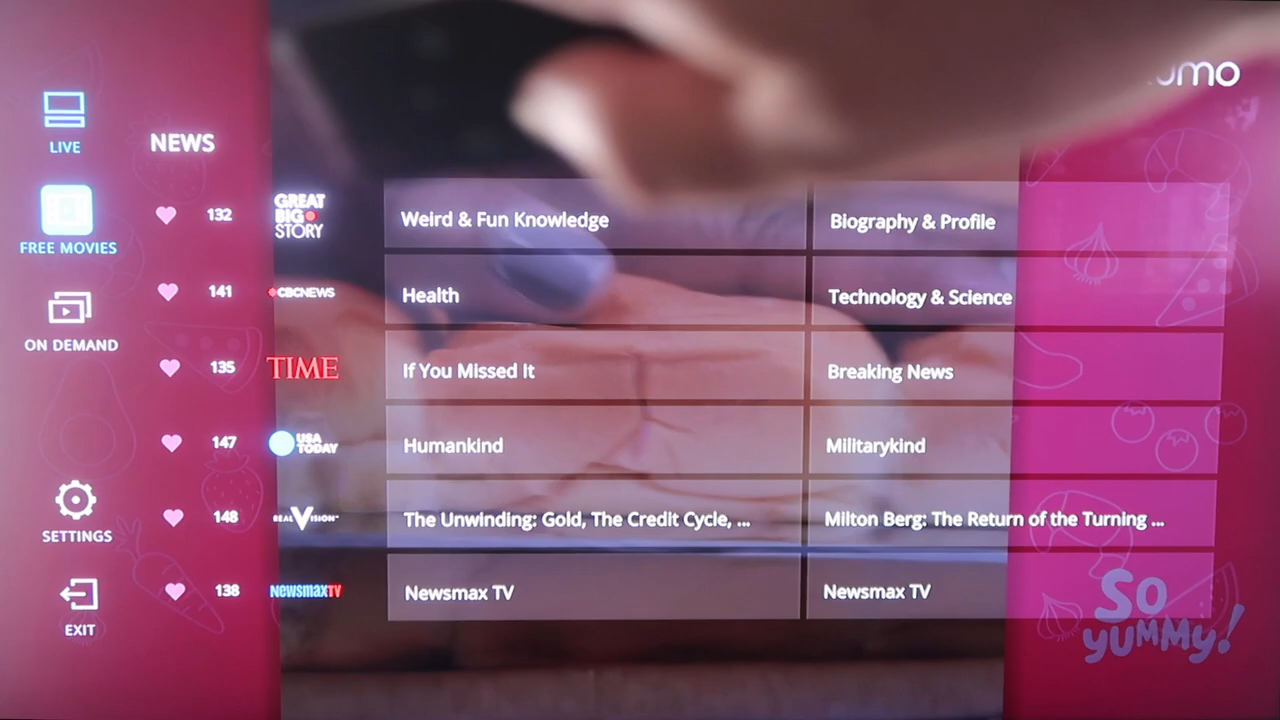 umo
LIVE
NEWS
132
GREAT
BIG
STORY
Weird & Fun Knowledge
Biography & Profile
FREE MOVIES
141
CBCNEWS
Health
Technology & Science
ON DEMAND
135
TIME
If You Missed It
Breaking News
147
USA
TODAY
Humankind
Militarykind
SETTINGS
148
REAL VISION
The Unwinding: Gold, The Credit Cycle, ...
Milton Berg: The Return of the Turning ...
138
NEWSMAXTV
Newsmax TV
Newsmax TV
EXIT
So
yummy!